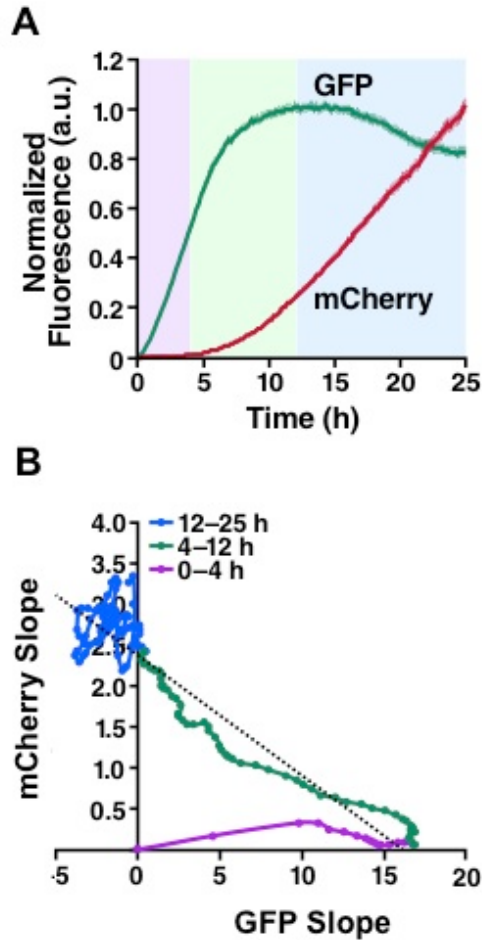 A
1.2
1.0
0.8
0.6
0.4
0.2
0
Normalized
Fluorescence (a.u.)
GFP
mCherry
0 5 10 15 20 25
Time (h)
B
12–25 h
4–12 h
0–4 h
4.0
3.5
2.5
2.0
1.5
1.0
0.5
mCherry Slope
-5 0 5 10 15 20
GFP Slope